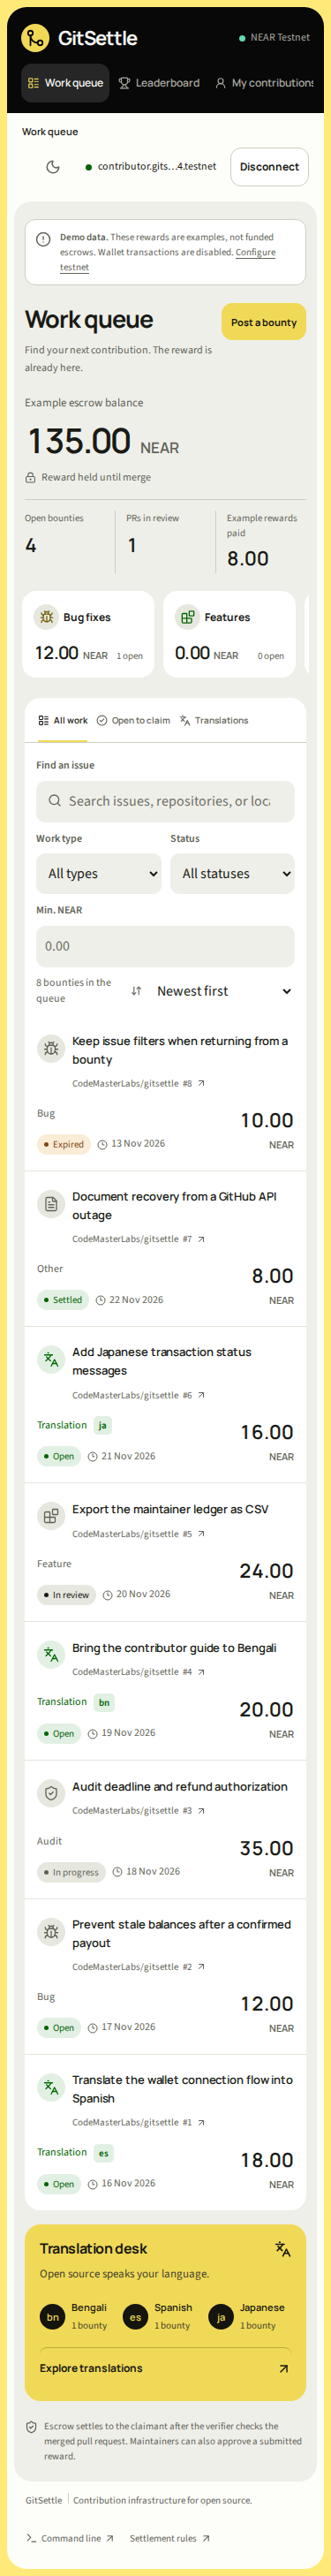 GitSettle
NEAR Testnet
Work queue
Leaderboard
My contributions
Work queue
contributor.gits…4.testnet
Disconnect
Demo data. These rewards are examples, not funded
escrows. Wallet transactions are disabled. Configure
testnet
Work queue
Post a bounty
Find your next contribution. The reward is
already here.
Example escrow balance
135.00 NEAR
Reward held until merge
Open bounties
4
PRs in review
1
Example rewards
paid
8.00
Bug fixes
12.00 NEAR 1 open
Features
0.00 NEAR 0 open
All work
Open to claim
Translations
Find an issue
Search issues, repositories, or loca
Work type
Status
All types
All statuses
Min. NEAR
0.00
8 bounties in the
queue
Newest first
Keep issue filters when returning from a
bounty
CodeMasterLabs/gitsettle #8
Bug
Expired
13 Nov 2026
10.00
NEAR
Document recovery from a GitHub API
outage
CodeMasterLabs/gitsettle #7
Other
Settled
22 Nov 2026
8.00
NEAR
Add Japanese transaction status
messages
CodeMasterLabs/gitsettle #6
Translation ja
Open
21 Nov 2026
16.00
NEAR
Export the maintainer ledger as CSV
CodeMasterLabs/gitsettle #5
Feature
In review
20 Nov 2026
24.00
NEAR
Bring the contributor guide to Bengali
CodeMasterLabs/gitsettle #4
Translation bn
Open
19 Nov 2026
20.00
NEAR
Audit deadline and refund authorization
CodeMasterLabs/gitsettle #3
Audit
In progress
18 Nov 2026
35.00
NEAR
Prevent stale balances after a confirmed
payout
CodeMasterLabs/gitsettle #2
Bug
Open
17 Nov 2026
12.00
NEAR
Translate the wallet connection flow into
Spanish
CodeMasterLabs/gitsettle #1
Translation es
Open
16 Nov 2026
18.00
NEAR
Translation desk
Open source speaks your language.
bn
Bengali
1 bounty
es
Spanish
1 bounty
ja
Japanese
1 bounty
Explore translations
Escrow settles to the claimant after the verifier checks the
merged pull request. Maintainers can also approve a submitted
reward.
GitSettle
Contribution infrastructure for open source.
Command line
Settlement rules